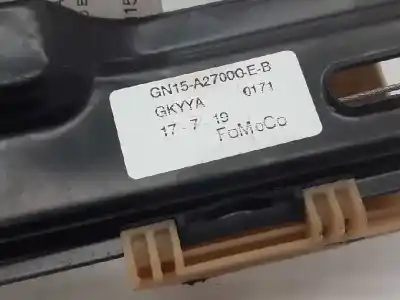 GN15-A27000-E-B
GKYYA 0171
17-7 19
FoMoCo